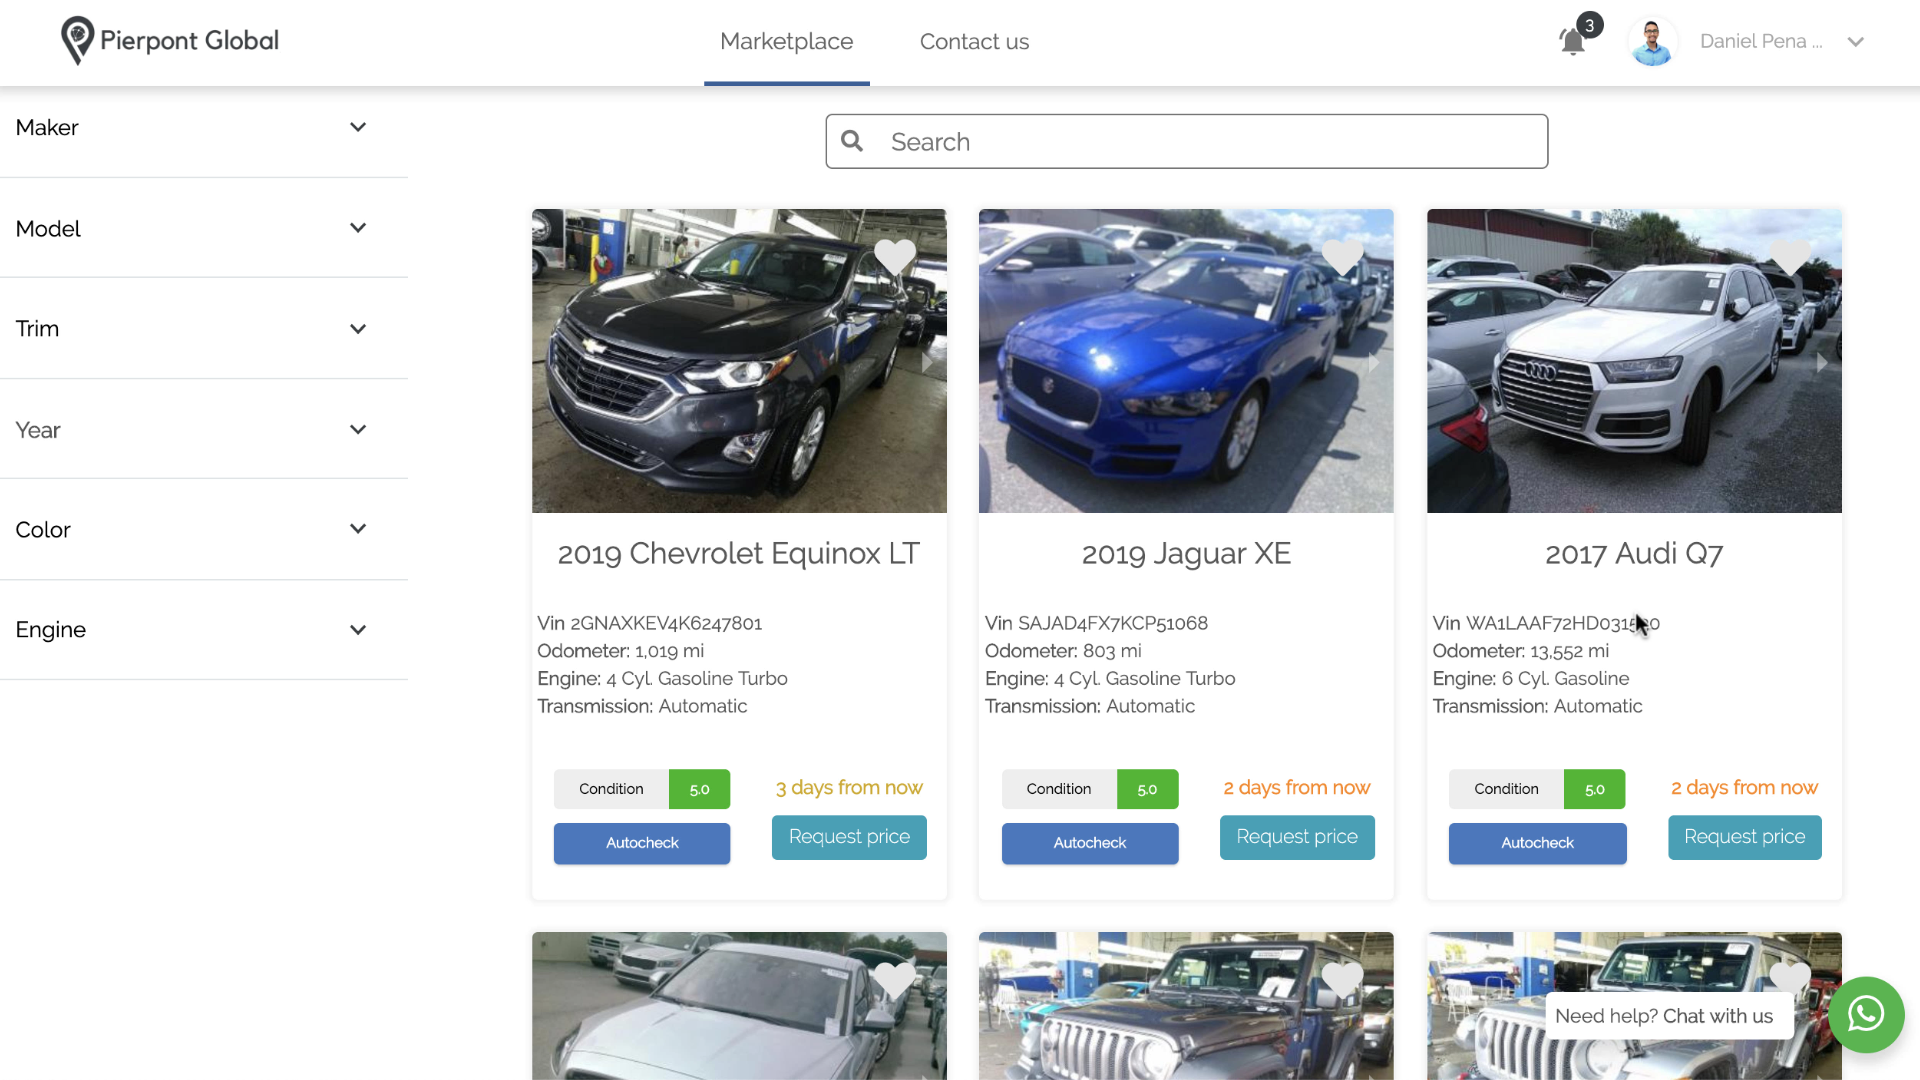 Pierpont Global
Marketplace
Contact us
3
Daniel Pena ...
Maker
Model
Trim
Year
Color
Engine
Search
2019 Chevrolet Equinox LT
Vin 2GNAXKEV4K6247801
Odometer: 1,019 mi
Engine: 4 Cyl. Gasoline Turbo
Transmission: Automatic
Condition 5.0
3 days from now
Autocheck
Request price
2019 Jaguar XE
Vin SAJAD4FX7KCP51068
Odometer: 803 mi
Engine: 4 Cyl. Gasoline Turbo
Transmission: Automatic
Condition 5.0
2 days from now
Autocheck
Request price
2017 Audi Q7
Vin
Odometer: 13,552 mi
Engine: 6 Cyl. Gasoline
Transmission: Automatic
Condition 5.0
2 days from now
Autocheck
Request price
Need help? Chat with us